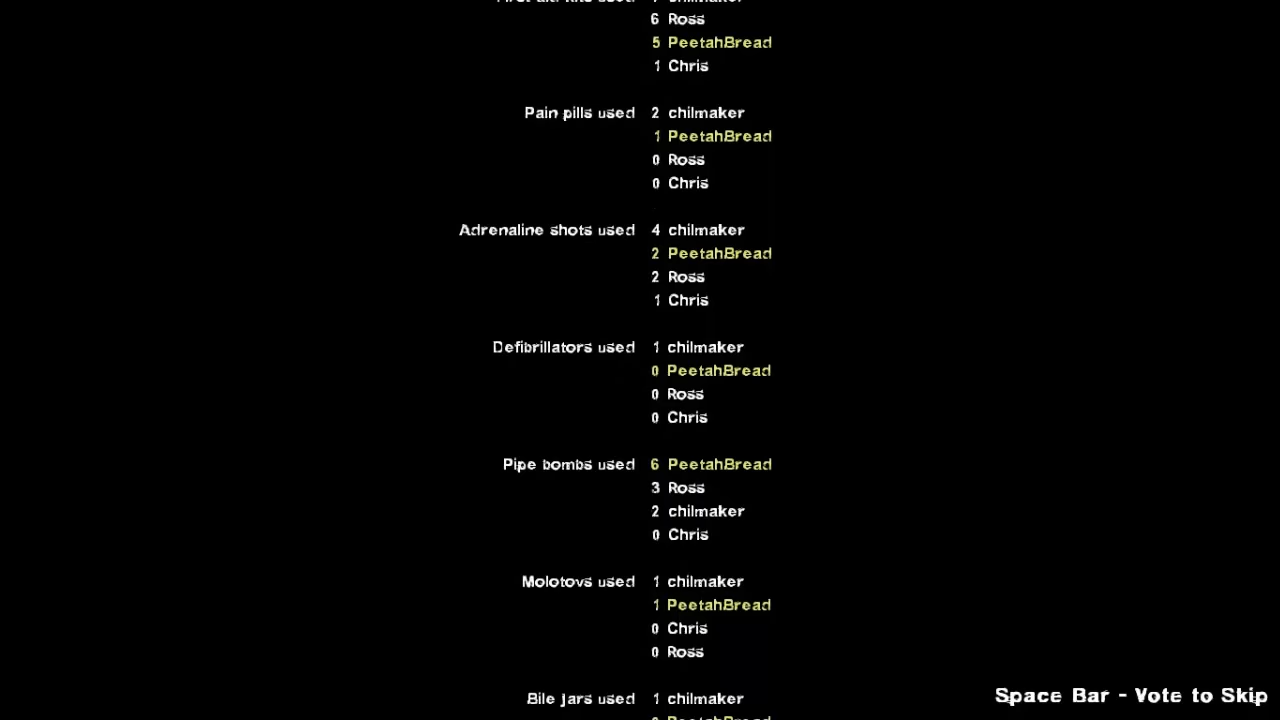 6 Ross
5 PeetahBread
1 Chris
Pain pills used 2 chilmaker
1 PeetahBread
0 Ross
0 Chris
Adrenaline shots used 4 chilmaker
2 PeetahBread
2 Ross
1 Chris
Defibrillators used 1 chilmaker
0 PeetahBread
0 Ross
0 Chris
Pipe bombs used 6 PeetahBread
3 Ross
2 chilmaker
0 Chris
Molotovs used 1 chilmaker
1 PeetahBread
0 Chris
0 Ross
Bile jars used 1 chilmaker
Space Bar - Vote to Skip